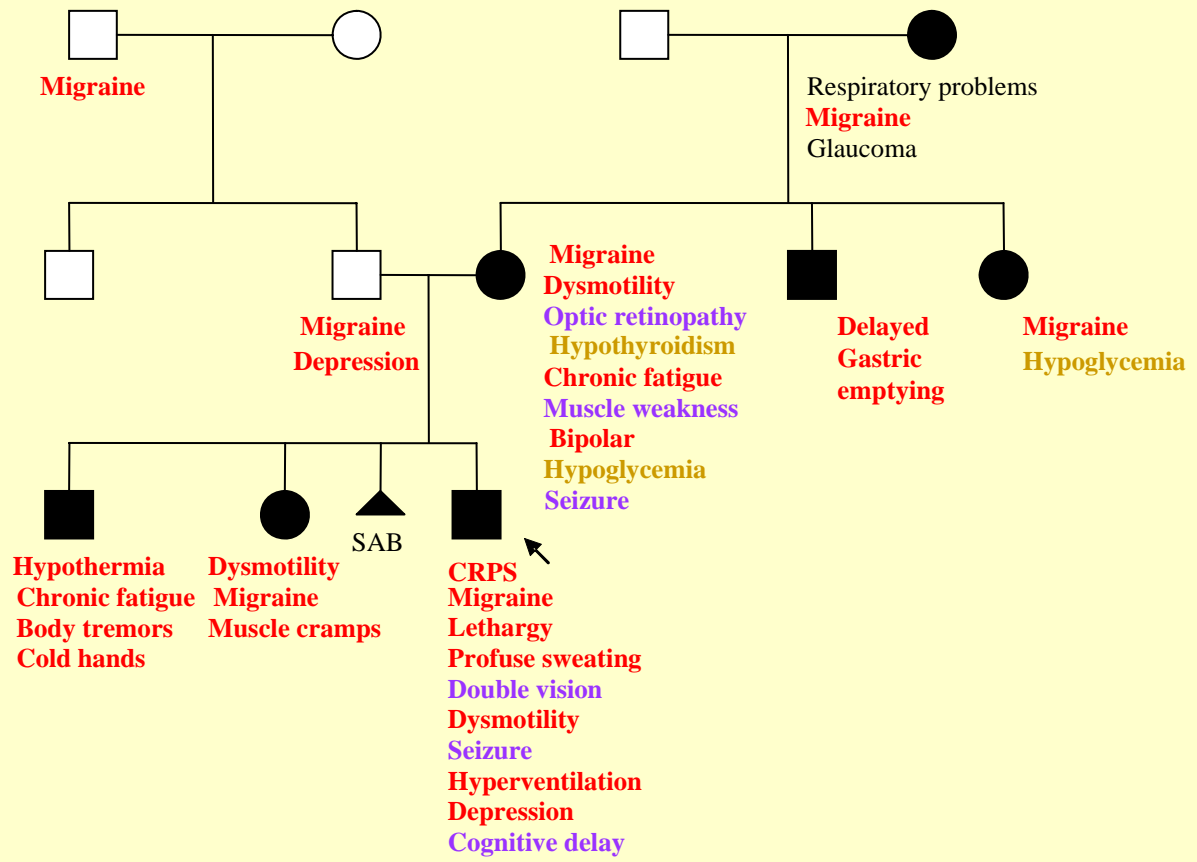 Migraine
Respiratory problems
Migraine
Glaucoma
Migraine
Depression
Migraine
Dysmotility
Optic retinopathy
Hypothyroidism
Chronic fatigue
Muscle weakness
Bipolar
Hypoglycemia
Seizure
Delayed
Gastric
emptying
Migraine
Hypoglycemia
Hypothermia
Chronic fatigue
Body tremors
Cold hands
Dysmotility
Migraine
Muscle cramps
SAB
CRPS
Migraine
Lethargy
Profuse sweating
Double vision
Dysmotility
Seizure
Hyperventilation
Depression
Cognitive delay